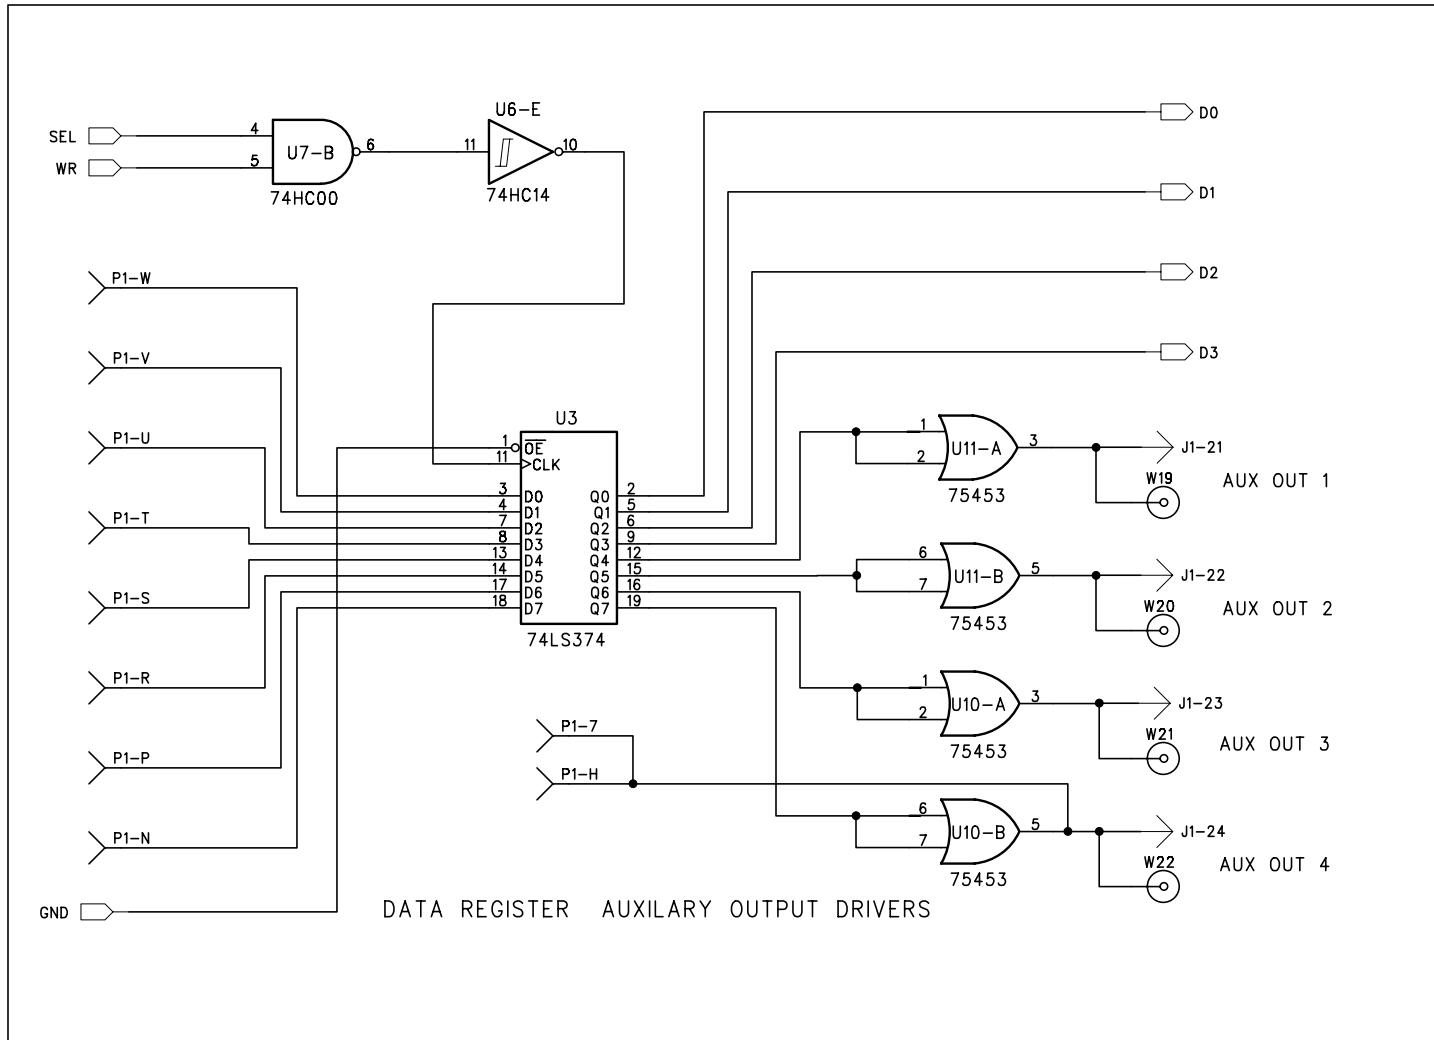 U6-E
SEL
4
WR
5
U7-B
6
74HC00
11
10
74HC14
D0
D1
D2
D3
P1-W
P1-V
P1-U
P1-T
P1-S
P1-R
P1-P
P1-N
GND
U3
1
OE
11
CLK
3 D0 Q0 2
4 D1 Q1 5
7 D2 Q2 6
8 D3 Q3 9
13 D4 Q4 12
14 D5 Q5 15
17 D6 Q6 16
18 D7 Q7 19
74LS374
1
2
U11-A
3
75453
J1-21
W19
AUX OUT 1
6
7
U11-B
5
75453
J1-22
W20
AUX OUT 2
1
2
U10-A
3
75453
J1-23
W21
AUX OUT 3
P1-7
P1-H
6
7
U10-B
5
75453
J1-24
W22
AUX OUT 4
DATA REGISTER AUXILARY OUTPUT DRIVERS